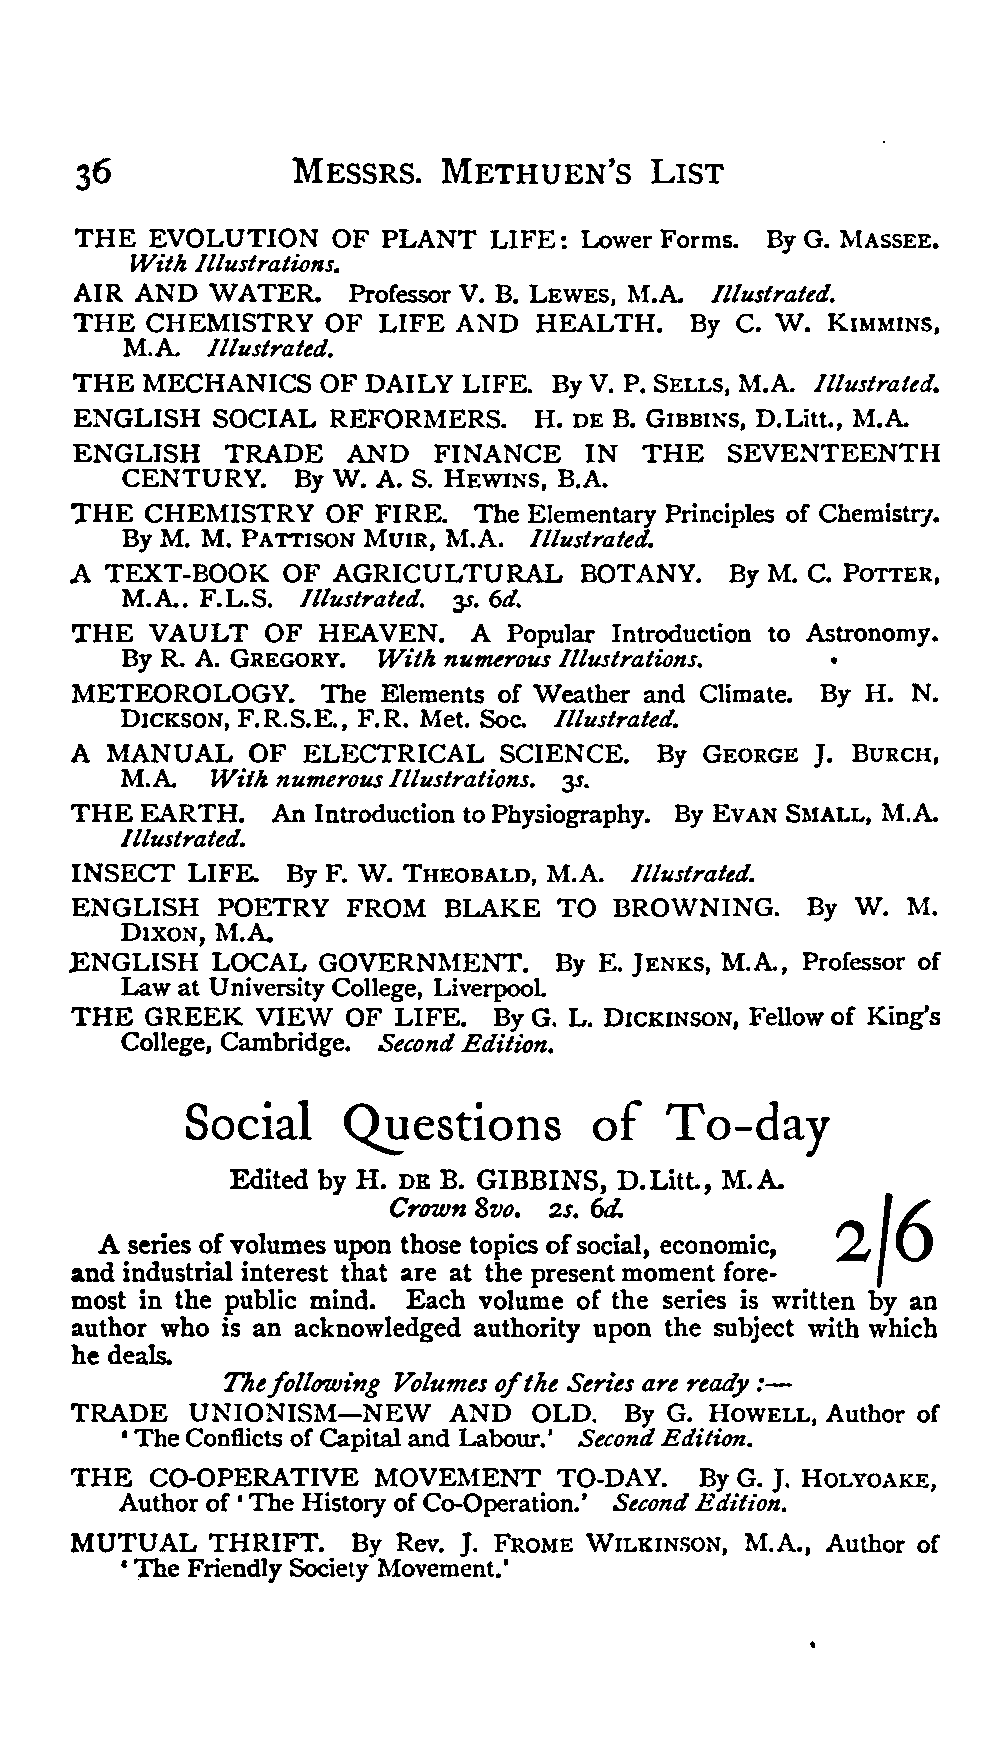 36 MESSRS. METHUEN'S LIST
THE EVOLUTION OF PLANT LIFE: Lower Forms. By G. MASSEE.
With Illustrations.
AIR AND WATER. Professor V. B. LEWES, M.A. Illustrated.
THE CHEMISTRY OF LIFE AND HEALTH. By C. W. KIMMINS,
M.A. Illustrated.
THE MECHANICS OF DAILY LIFE. By V. P. SELLS, M.A. Illustrated.
ENGLISH SOCIAL REFORMERS. H. DE B. GIBBINS, D.Litt., M.A.
ENGLISH TRADE AND FINANCE IN THE SEVENTEENTH
CENTURY. By W. A. S. HEWINS, B.A.
THE CHEMISTRY OF FIRE. The Elementary Principles of Chemistry.
By M. M. PATTISON MUIR, M.A. Illustrated.
A TEXT-BOOK OF AGRICULTURAL BOTANY. By M. C. POTTER,
M.A., F.L.S. Illustrated. 3s. 6d.
THE VAULT OF HEAVEN. A Popular Introduction to Astronomy.
By R. A. GREGORY. With numerous Illustrations.
METEOROLOGY. The Elements of Weather and Climate. By H. N.
DICKSON, F.R.S.E., F.R. Met. Soc. Illustrated.
A MANUAL OF ELECTRICAL SCIENCE. By GEORGE J. BURCH,
M.A. With numerous Illustrations. 3s.
THE EARTH. An Introduction to Physiography. By EVAN SMALL, M.A.
Illustrated.
INSECT LIFE. By F. W. THEOBALD, M.A. Illustrated.
ENGLISH POETRY FROM BLAKE TO BROWNING. By W. M.
DIXON, M.A.
ENGLISH LOCAL GOVERNMENT. By E. JENKS, M.A., Professor of
Law at University College, Liverpool.
THE GREEK VIEW OF LIFE. By G. L. DICKINSON, Fellow of King's
College, Cambridge. Second Edition.
Social Questions of To-day
Edited by H. DE B. GIBBINS, D.Litt., M.A.
Crown 8vo. 2s. 6d.
2/6
A series of volumes upon those topics of social, economic,
and industrial interest that are at the present moment fore-
most in the public mind. Each volume of the series is written by an
author who is an acknowledged authority upon the subject with which
he deals.
The following Volumes of the Series are ready :—
TRADE UNIONISM—NEW AND OLD. By G. HOWELL, Author of
'The Conflicts of Capital and Labour.' Second Edition.
THE CO-OPERATIVE MOVEMENT TO-DAY. By G. J. HOLYOAKE,
Author of 'The History of Co-Operation.' Second Edition.
MUTUAL THRIFT. By Rev. J. FROME WILKINSON, M.A., Author of
'The Friendly Society Movement.'